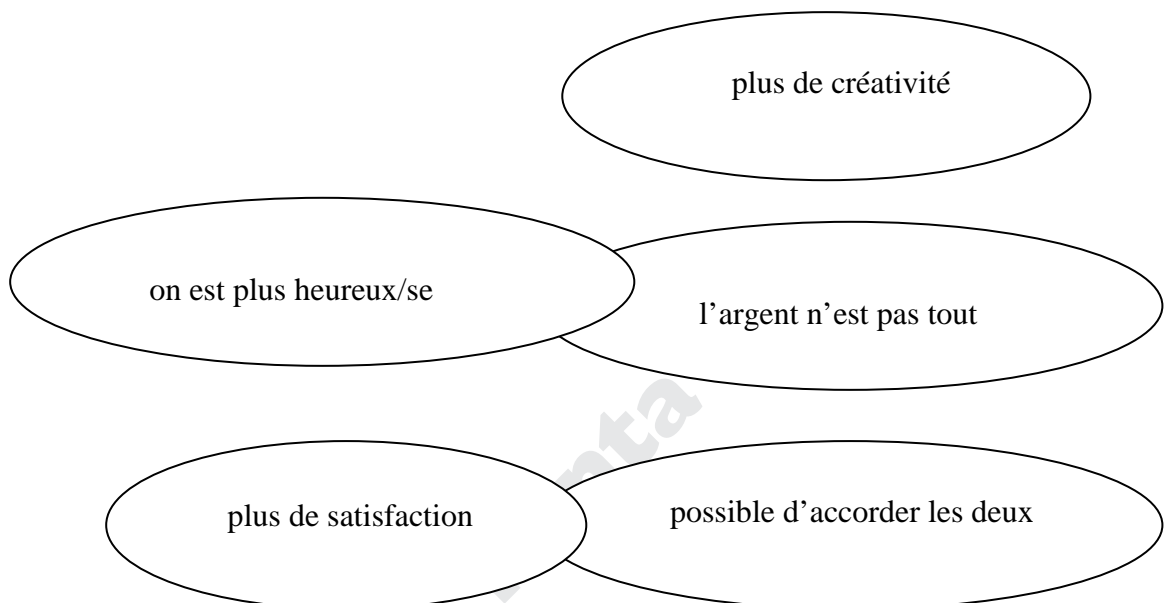 plus de créativité
on est plus heureux/se
l’argent n’est pas tout
plus de satisfaction
possible d’accorder les deux